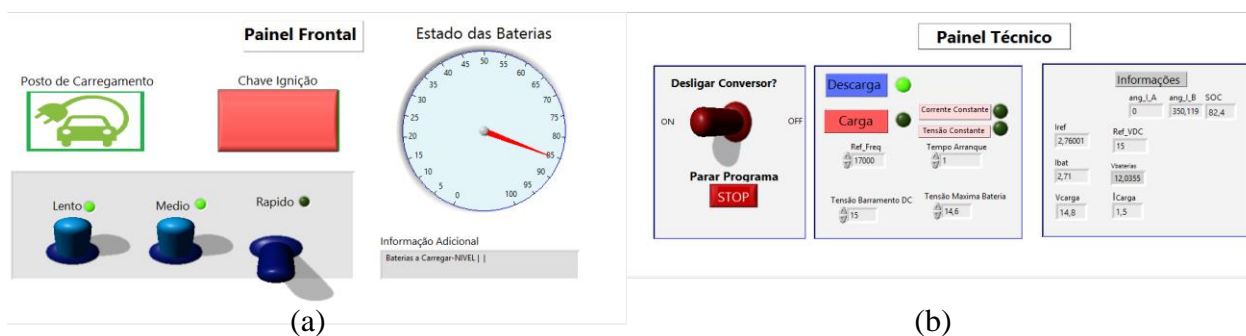 Painel Frontal
Estado das Baterias
Posto de Carregamento
Chave Ignição
0 5 10 15 20 25 30 35 40 45 50 55 60 65 70 75 80 85 90 95 100
Lento
Medio
Rapido
Informação Adicional
Baterias a Carregar-NIVEL | |
(a)
Painel Técnico
Desligar Conversor?
ON
OFF
Parar Programa
STOP
Descarga
Carga
Corrente Constante
Tensão Constante
Ref_Freq
17000
Tempo Arranque
1
Tensão Barramento DC
15
Tensão Maxima Bateria
14,6
Informações
ang_I_A ang_I_B SOC
0 350,119 82,4
Iref
2,76001
Ref_VDC
15
Ibat
2,71
Vbaterias
12,0355
Vcarga
14,8
ICarga
1,5
(b)